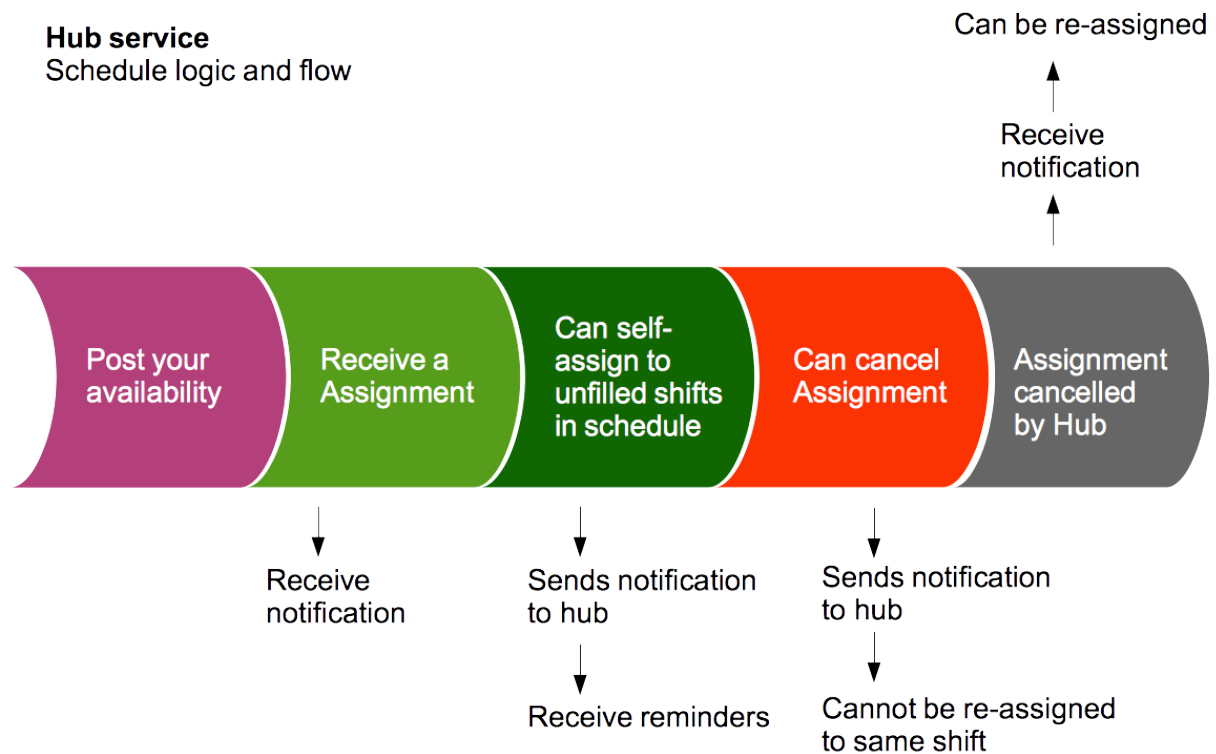 Hub service
Schedule logic and flow
Can be re-assigned
Receive
notification
Post your
availability
Receive a
Assignment
Can self-
assign to
unfilled shifts
in schedule
Can cancel
Assignment
Assignment
cancelled
by Hub
Receive
notification
Sends notification
to hub
Receive reminders
Sends notification
to hub
Cannot be re-assigned
to same shift